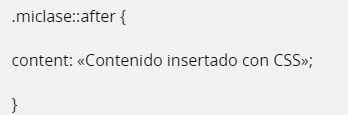 .miclase::after {
content: «Contenido insertado con CSS»;
}